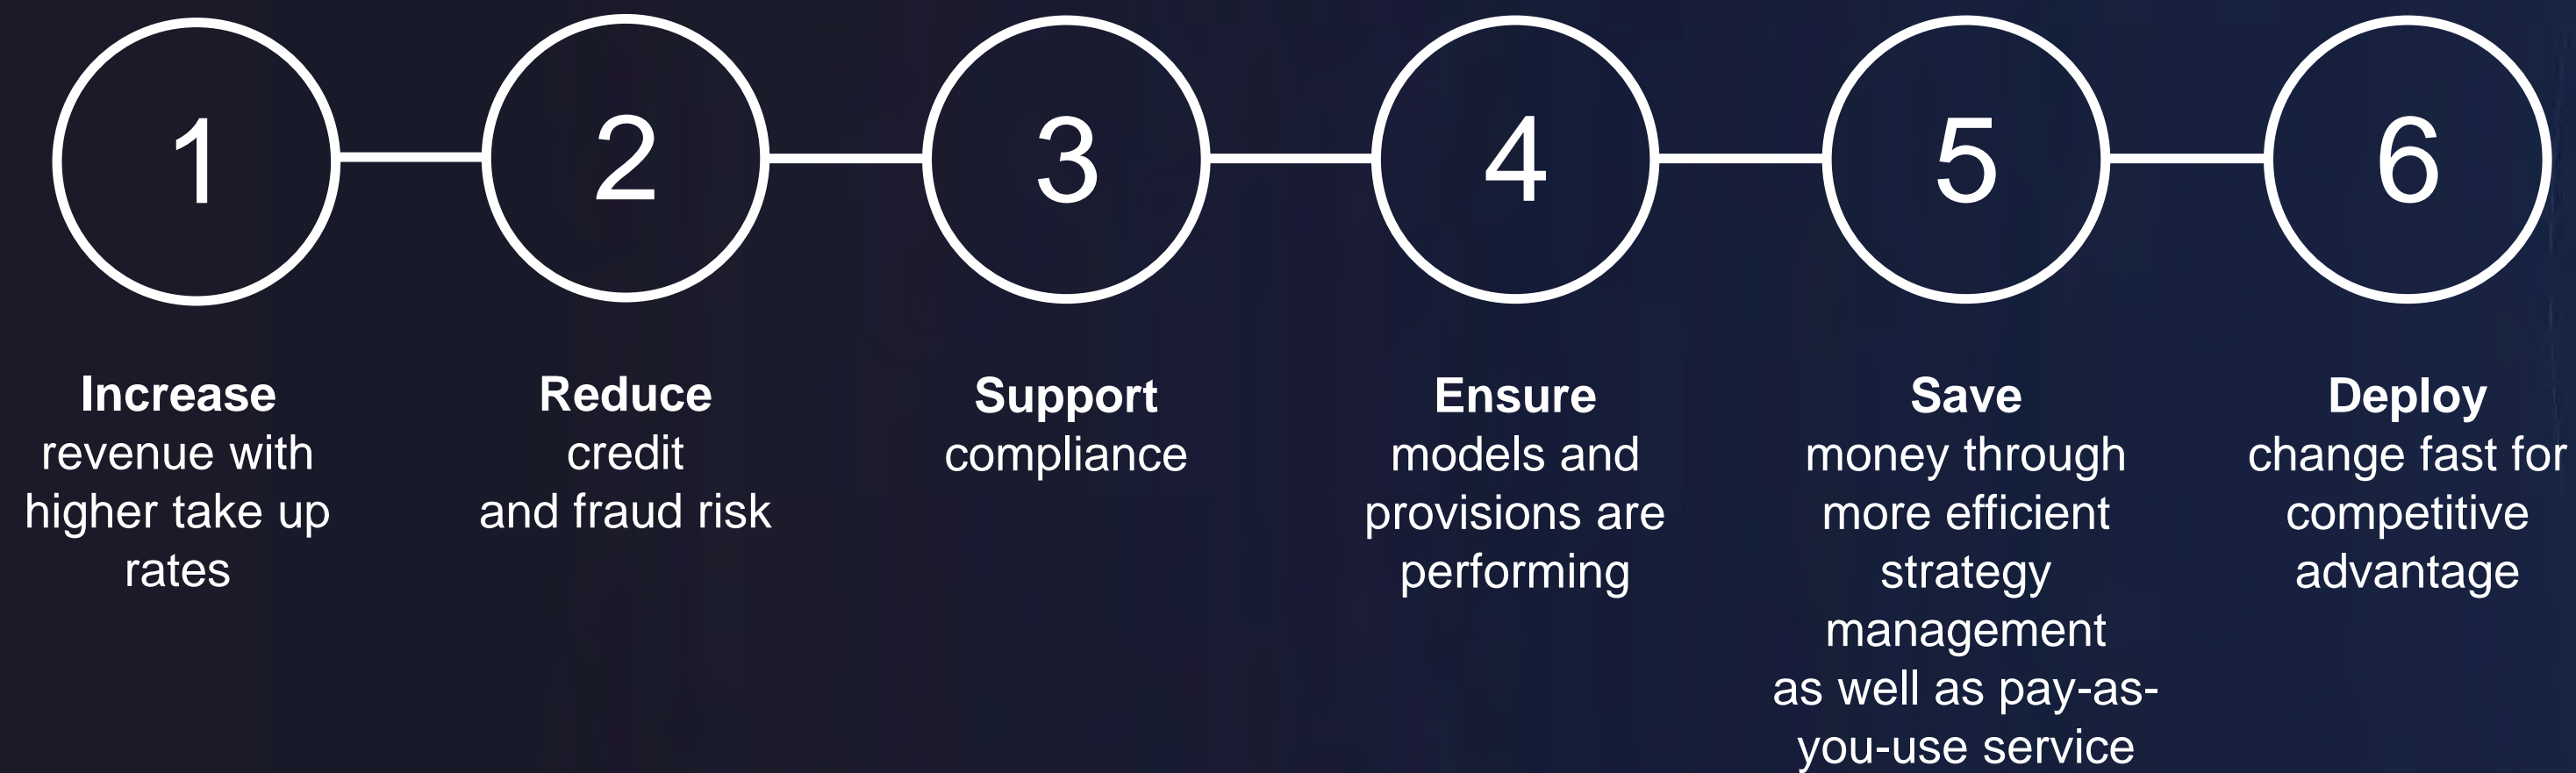 1
2
3
4
5
6
Increase
revenue with
higher take up
rates
Reduce
credit
and fraud risk
Support
compliance
Ensure
models and
provisions are
performing
Save
money through
more efficient
strategy
management
as well as pay-as-
you-use service
Deploy
change fast for
competitive
advantage